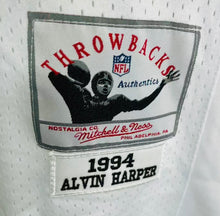 THROWBACKS
NFL
Authentics
NOSTALGIA CO.
Mitchell & Ness
PHILADELPHIA, PA.
1994
ALVIN HARPER